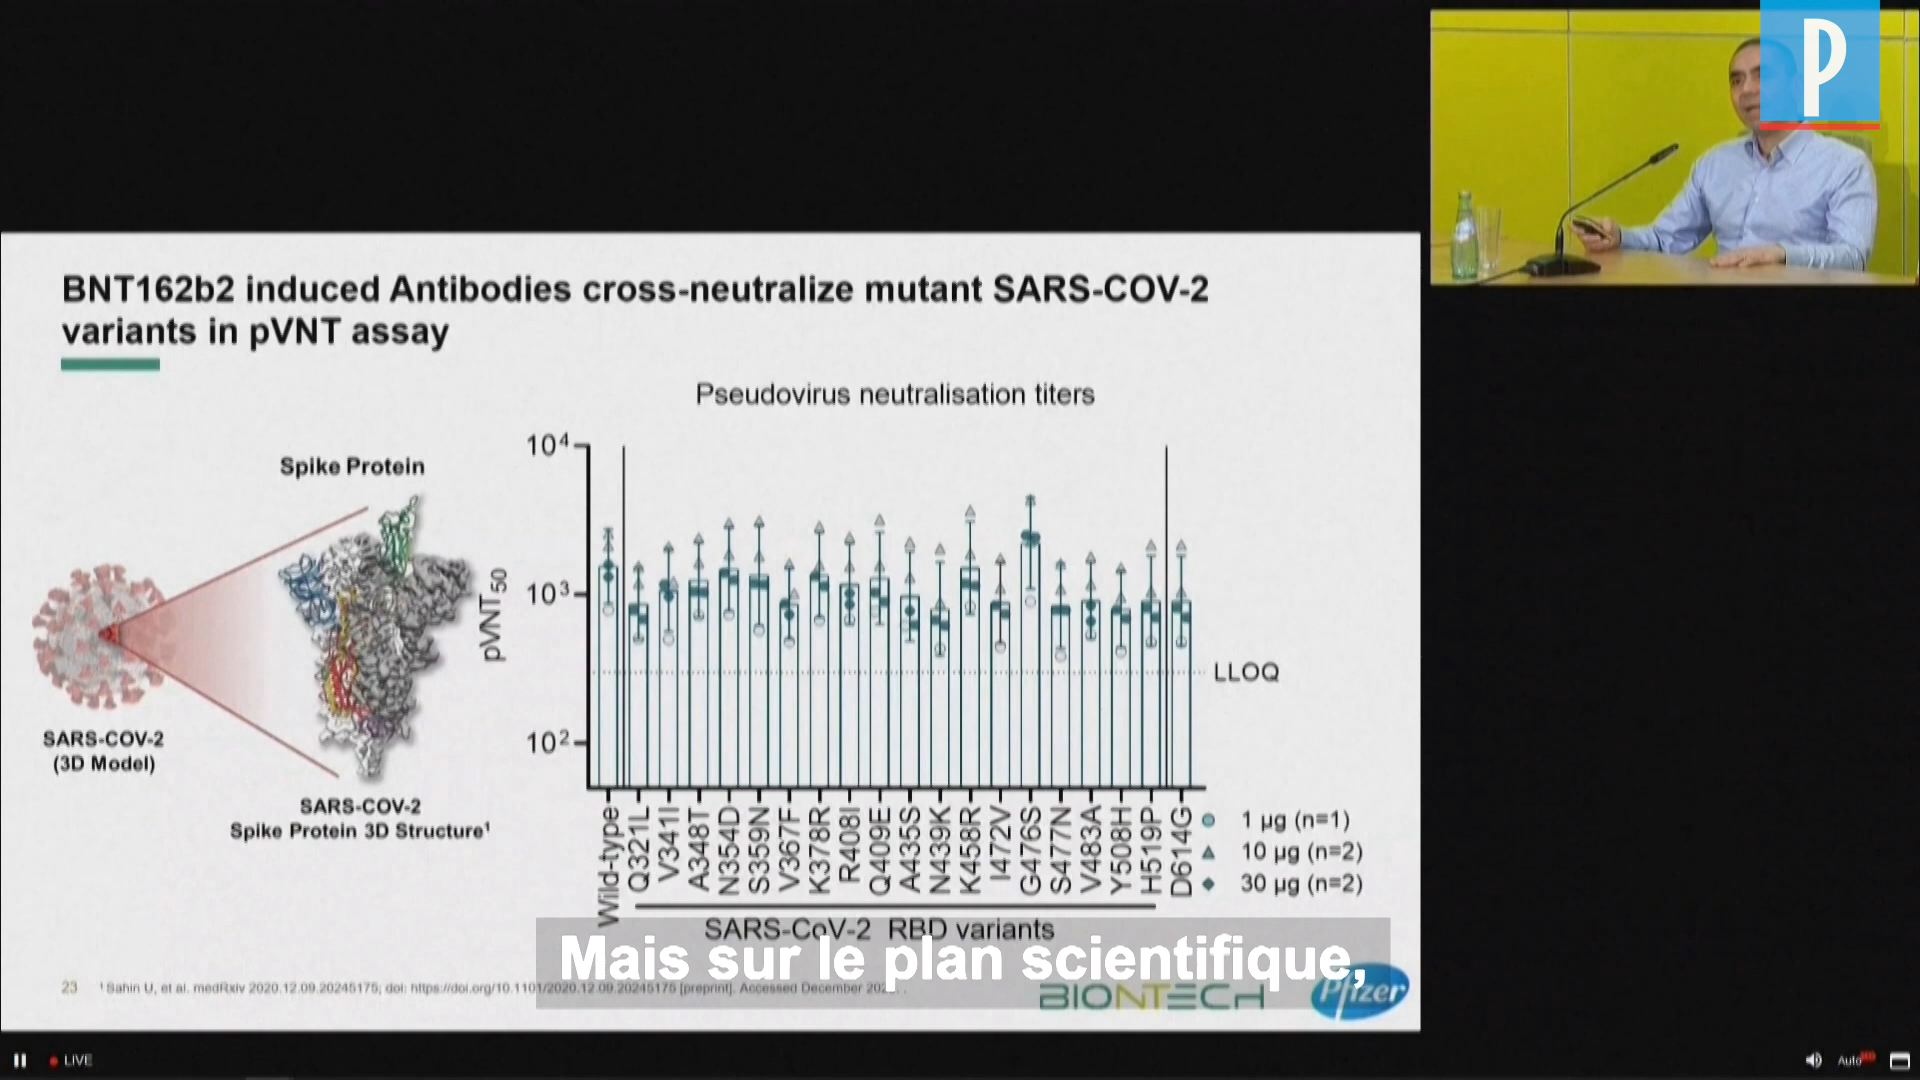 P
BNT162b2 induced Antibodies cross-neutralize mutant SARS-COV-2
variants in pVNT assay
Pseudovirus neutralisation titers
Spike Protein
SARS-COV-2
(3D Model)
SARS-COV-2
Spike Protein 3D Structure¹
pVNT50
10⁴
10³
10²
LLOQ
Wild-type
Q321L
V341I
A348T
N354D
S359N
V367F
K378R
R408I
Q409E
A435S
N439K
K458R
I472V
G476S
S477N
V483A
Y508H
H519P
D614G
1 µg (n=1)
10 µg (n=2)
30 µg (n=2)
SARS-CoV-2 RBD variants
Mais sur le plan scientifique,
23
¹ Sahin U, et al. medRxiv 2020.12.09.20245175; doi: https://doi.org/10.1101/2020.12.09.20245175 [preprint]. Accessed December
BIONTECH
Pfizer
LIVE
Auto